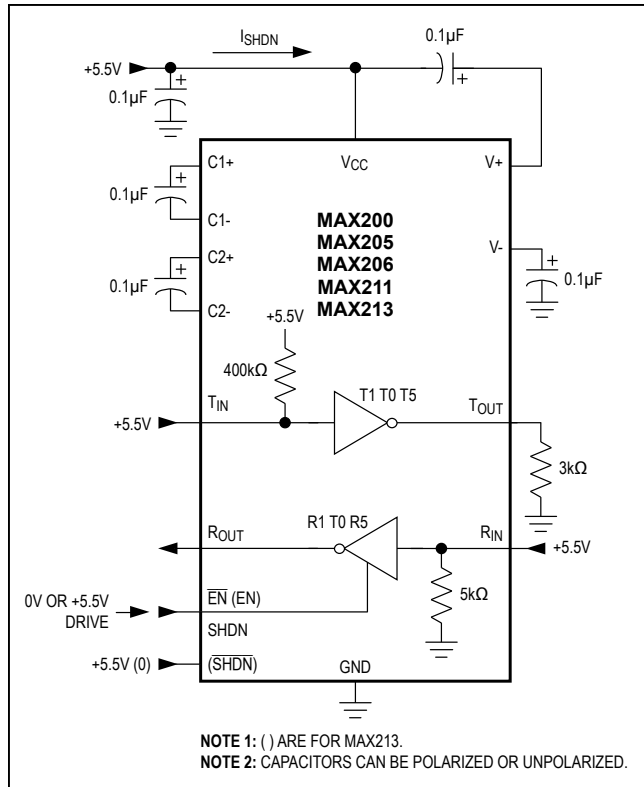 ISHDN
0.1µF
+5.5V
0.1µF
C1+
VCC
V+
0.1µF
C1-
MAX200
MAX205
MAX206
MAX211
MAX213
C2+
V-
0.1µF
0.1µF
C2-
+5.5V
400kΩ
T1 T0 T5
TIN
TOUT
+5.5V
3kΩ
R1 T0 R5
ROUT
RIN
+5.5V
5kΩ
0V OR +5.5V
DRIVE
EN (EN)
SHDN
+5.5V (0)
(SHDN)
GND
NOTE 1: ( ) ARE FOR MAX213.
NOTE 2: CAPACITORS CAN BE POLARIZED OR UNPOLARIZED.